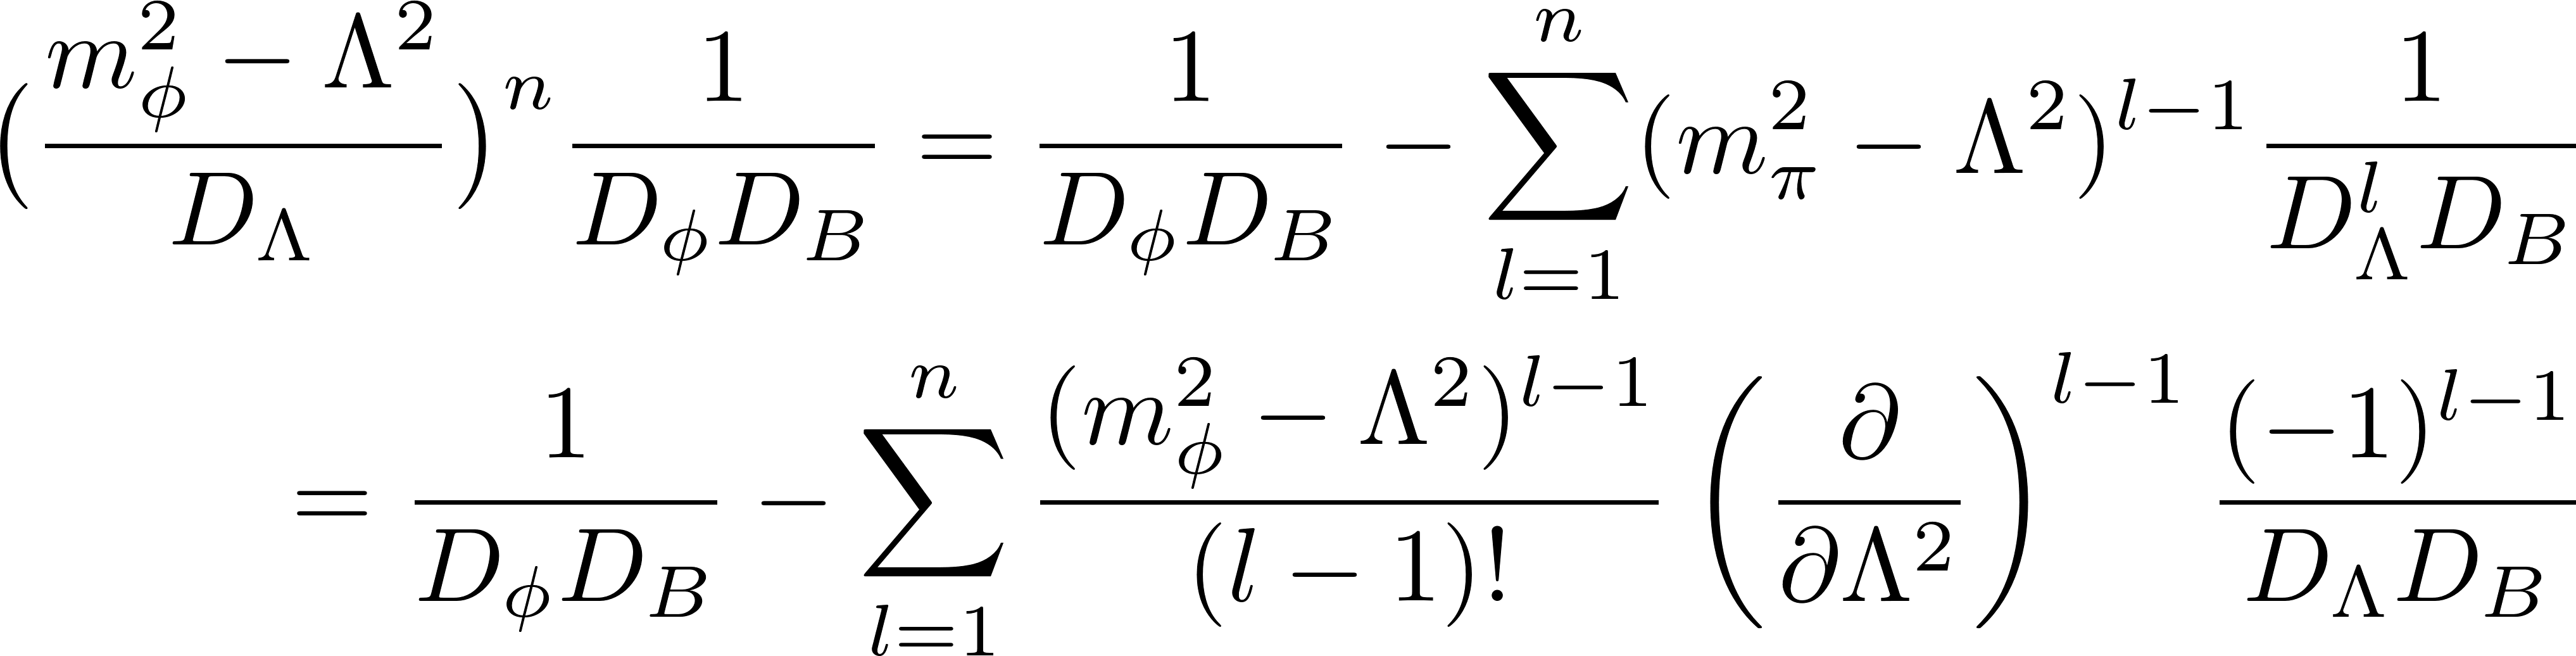 (\frac{m_\phi^2 - \Lambda^2}{D_\Lambda})^n \frac{1}{D_\phi D_B} = \frac{1}{D_\phi D_B} - \sum_{l=1}^{n} (m_\pi^2 - \Lambda^2)^{l-1} \frac{1}{D_\Lambda^l D_B}
= \frac{1}{D_\phi D_B} - \sum_{l=1}^{n} \frac{(m_\phi^2 - \Lambda^2)^{l-1}}{(l-1)!} \left( \frac{\partial}{\partial \Lambda^2} \right)^{l-1} \frac{(-1)^{l-1}}{D_\Lambda D_B}